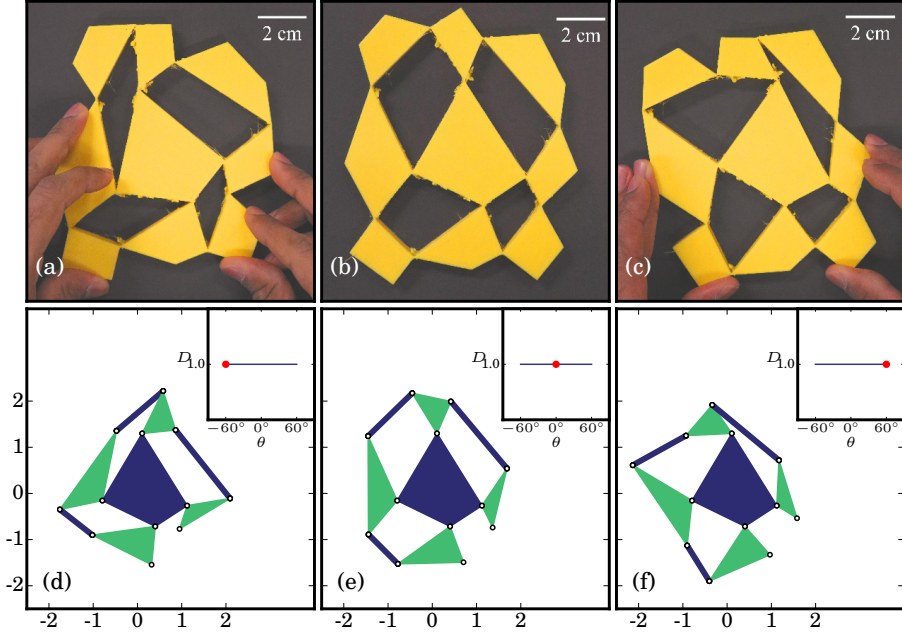 2 cm
2 cm
2 cm
(a)
(b)
(c)
D 1.0
−60° 0° 60°
θ
D 1.0
−60° 0° 60°
θ
D 1.0
−60° 0° 60°
θ
2
1
0
-1
-2
(d)
(e)
(f)
-2 -1 0 1 2
-2 -1 0 1 2
-2 -1 0 1 2